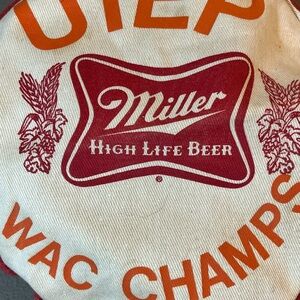 UTEP
Miller
HIGH LIFE BEER
®
WAC CHAMPS